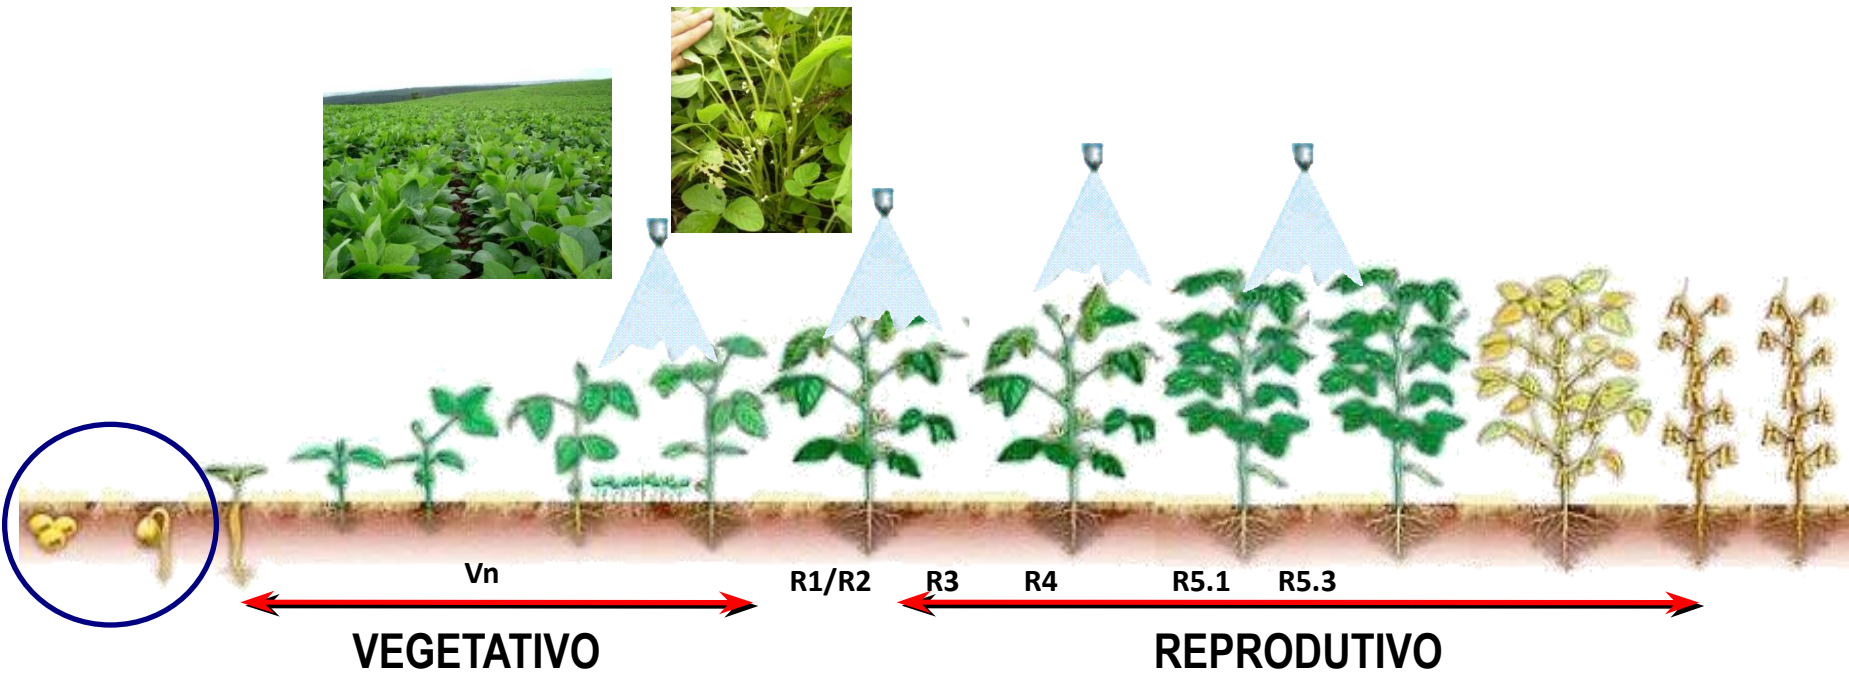 Vn
R1/R2 R3 R4 R5.1 R5.3
VEGETATIVO REPRODUTIVO